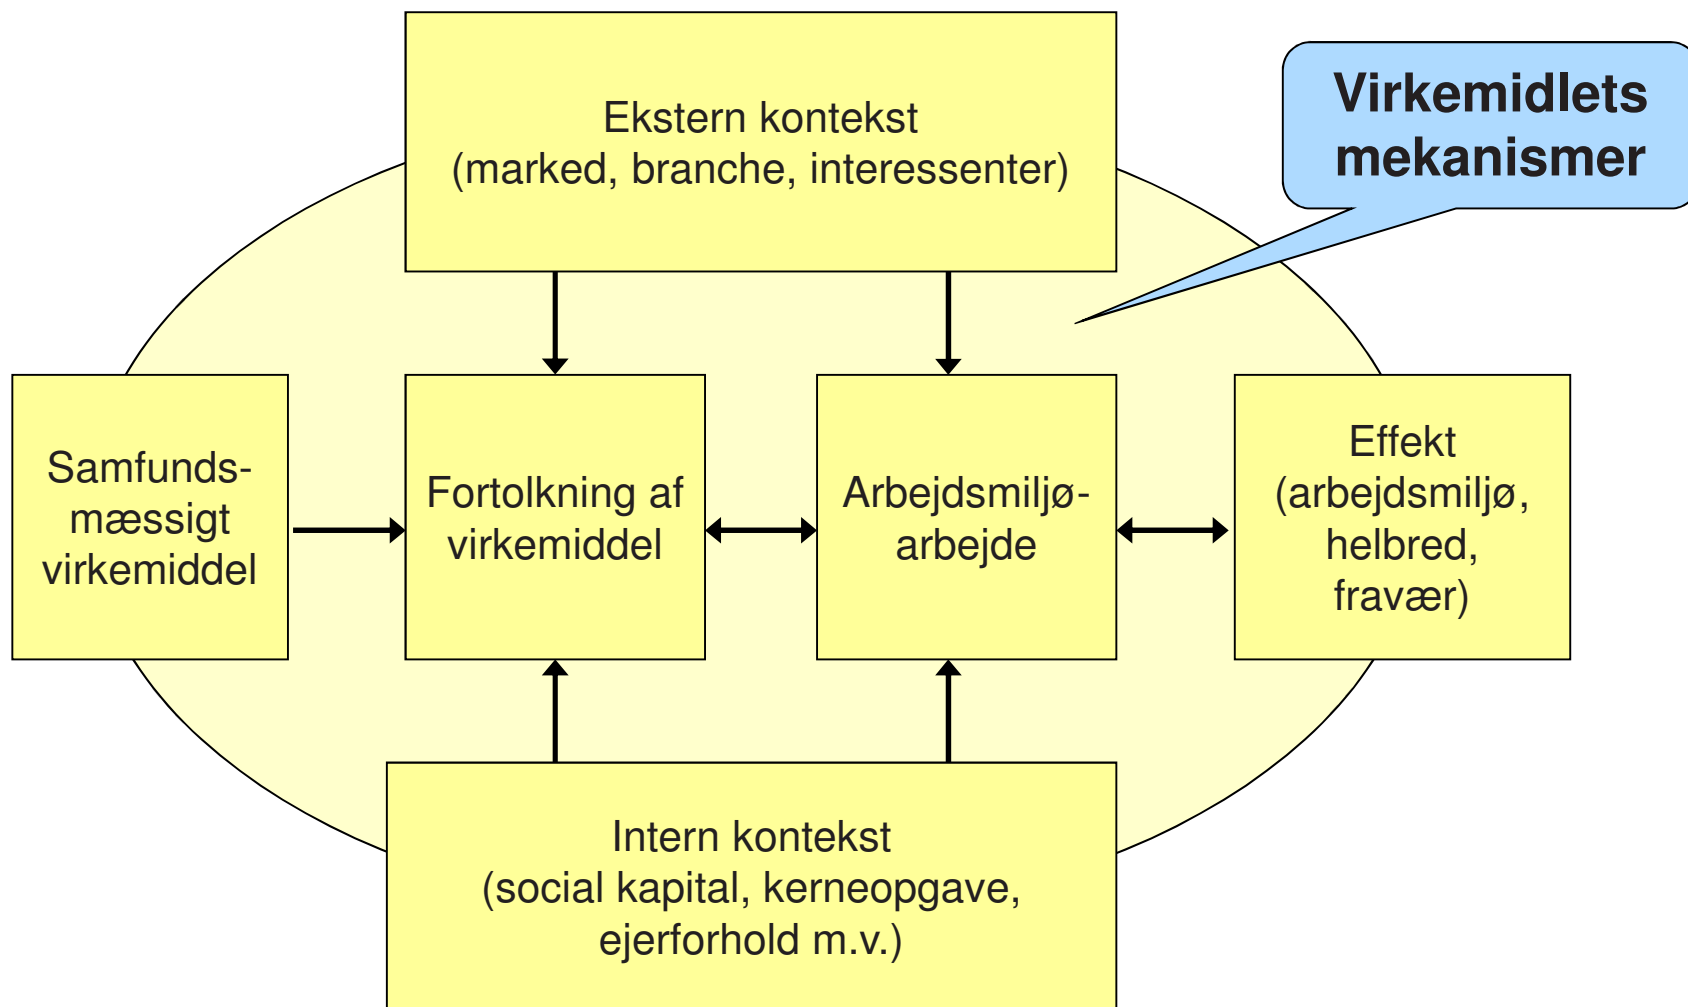 Ekstern kontekst
(marked, branche, interessenter)
Virkemidlets
mekanismer
Samfunds-
mæssigt
virkemiddel
Fortolkning af
virkemiddel
Arbejdsmiljø-
arbejde
Effekt
(arbejdsmiljø,
helbred,
fravær)
Intern kontekst
(social kapital, kerneopgave,
ejerforhold m.v.)